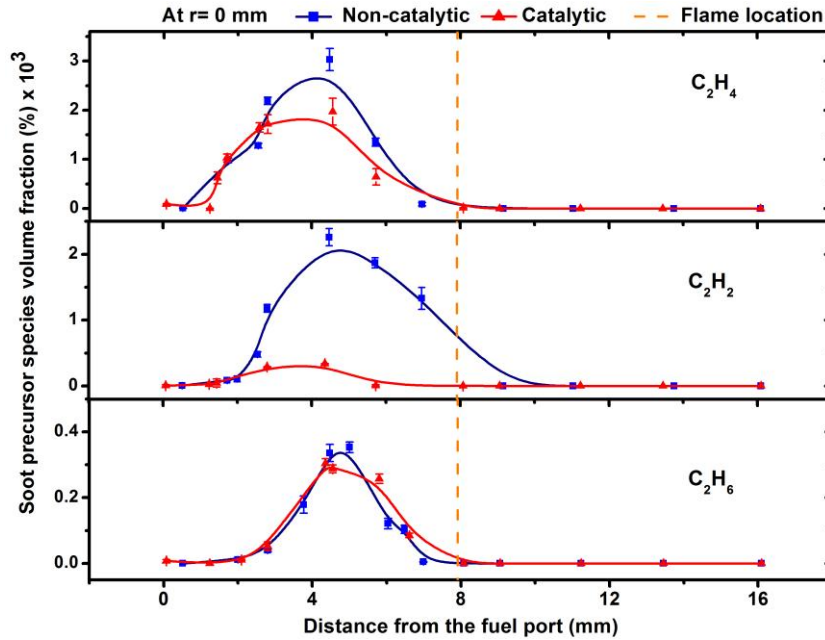 At r= 0 mm Non-catalytic Catalytic Flame location
Soot precursor species volume fraction (%) x 10³
3
2
1
0
C₂H₄
2
1
0
C₂H₂
0.4
0.2
0.0
C₂H₆
0 4 8 12 16
Distance from the fuel port (mm)